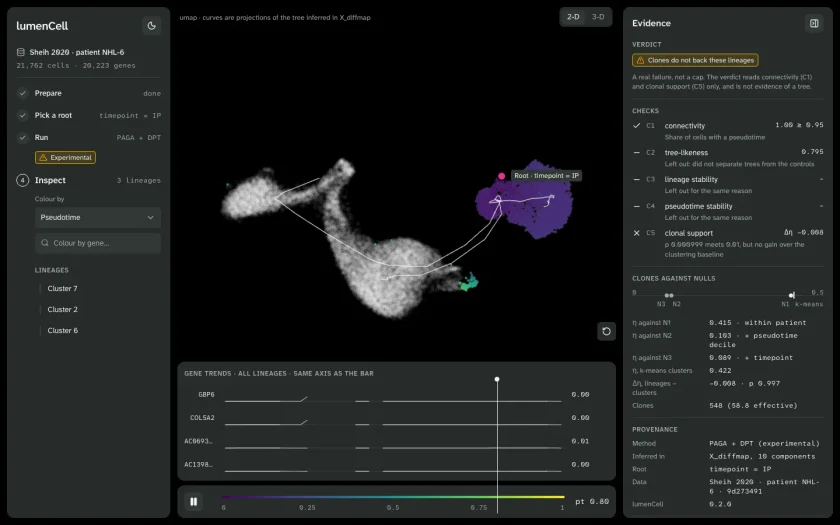 lumenCell
Sheih 2020 · patient NHL-6
21,762 cells · 20,223 genes
Prepare done
Pick a root timepoint = IP
Run PAGA + DPT
Experimental
4 Inspect 3 lineages
Colour by
Pseudotime
Colour by gene…
LINEAGES
Cluster 7
Cluster 2
Cluster 6
umap · curves are projections of the tree inferred in X_diffmap
2-D 3-D
Root · timepoint = IP
GENE TRENDS · ALL LINEAGES · SAME AXIS AS THE BAR
GBP6 0.00
COL5A2 0.00
AC0693… 0.01
AC1398… 0.00
0 0.25 0.5 0.75 1
pt 0.80
Evidence
VERDICT
Clones do not back these lineages
A real failure, not a cap. The verdict reads connectivity (C1)
and clonal support (C5) only, and is not evidence of a tree.
CHECKS
C1 connectivity 1.00 ≥ 0.95
Share of cells with a pseudotime
C2 tree-likeness 0.795
Left out: did not separate trees from the controls
C3 lineage stability –
Left out for the same reason
C4 pseudotime stability –
Left out for the same reason
C5 clonal support Δη −0.008
p 0.000999 meets 0.01, but no gain over the
clustering baseline
CLONES AGAINST NULLS
0 0.5
N3 N2 N1 k-means
η against N1 0.415 · within patient
η against N2 0.103 · + pseudotime
decile
η against N3 0.089 · + timepoint
η, k-means clusters 0.422
Δη, lineages − −0.008 · p 0.997
clusters
Clones 548 (58.8 effective)
PROVENANCE
Method PAGA + DPT (experimental)
Inferred in X_diffmap, 10 components
Root timepoint = IP
Data Sheih 2020 · patient NHL-
6 · 9d273491
lumenCell 0.2.0